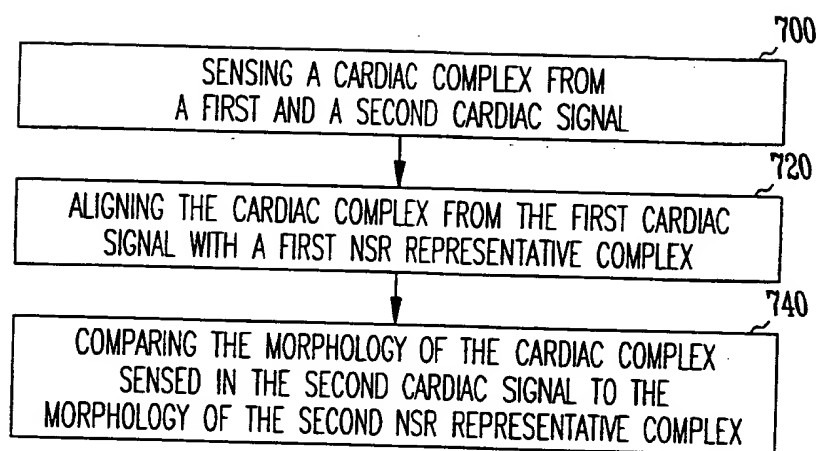 700
SENSING A CARDIAC COMPLEX FROM
A FIRST AND A SECOND CARDIAC SIGNAL
720
ALIGNING THE CARDIAC COMPLEX FROM THE FIRST CARDIAC
SIGNAL WITH A FIRST NSR REPRESENTATIVE COMPLEX
740
COMPARING THE MORPHOLOGY OF THE CARDIAC COMPLEX
SENSED IN THE SECOND CARDIAC SIGNAL TO THE
MORPHOLOGY OF THE SECOND NSR REPRESENTATIVE COMPLEX